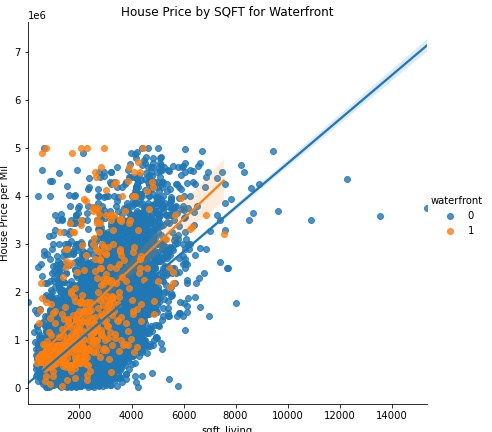 House Price by SQFT for Waterfront
1e6
7
6
5
4
3
2
1
0
House Price per Mil
waterfront
0
1
2000 4000 6000 8000 10000 12000 14000
sqft_living